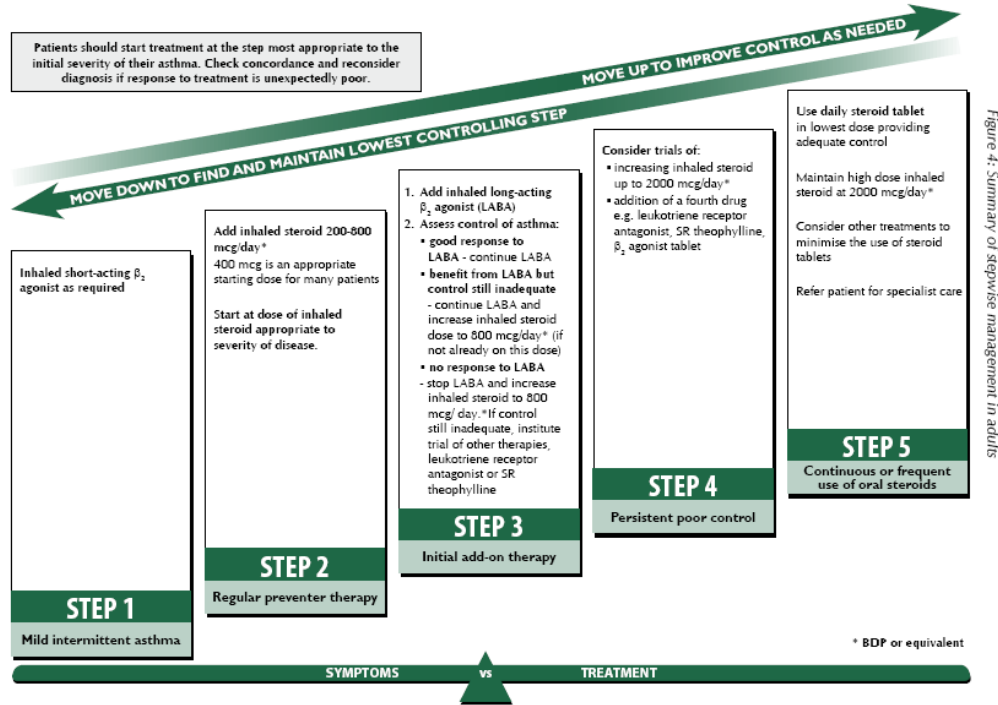 Patients should start treatment at the step most appropriate to the
initial severity of their asthma. Check concordance and reconsider
diagnosis if response to treatment is unexpectedly poor.
MOVE UP TO IMPROVE CONTROL AS NEEDED
MOVE DOWN TO FIND AND MAINTAIN LOWEST CONTROLLING STEP
Inhaled short-acting β₂
agonist as required
STEP 1
Mild intermittent asthma
Add inhaled steroid 200-800
mcg/day*
400 mcg is an appropriate
starting dose for many patients
Start at dose of inhaled
steroid appropriate to
severity of disease.
STEP 2
Regular preventer therapy
1. Add inhaled long-acting
β₂ agonist (LABA)
2. Assess control of asthma:
▪ good response to
LABA - continue LABA
▪ benefit from LABA but
control still inadequate
- continue LABA and
increase inhaled steroid
dose to 800 mcg/day* (if
not already on this dose)
▪ no response to LABA
- stop LABA and increase
inhaled steroid to 800
mcg/ day.*If control
still inadequate, institute
trial of other therapies,
leukotriene receptor
antagonist or SR
theophylline
STEP 3
Initial add-on therapy
Consider trials of:
▪ increasing inhaled steroid
up to 2000 mcg/day*
▪ addition of a fourth drug
e.g. leukotriene receptor
antagonist, SR theophylline,
β₂ agonist tablet
STEP 4
Persistent poor control
Use daily steroid tablet
in lowest dose providing
adequate control
Maintain high dose inhaled
steroid at 2000 mcg/day*
Consider other treatments to
minimise the use of steroid
tablets
Refer patient for specialist care
STEP 5
Continuous or frequent
use of oral steroids
Figure 4: Summary of stepwise management in adults
* BDP or equivalent
SYMPTOMS vs TREATMENT